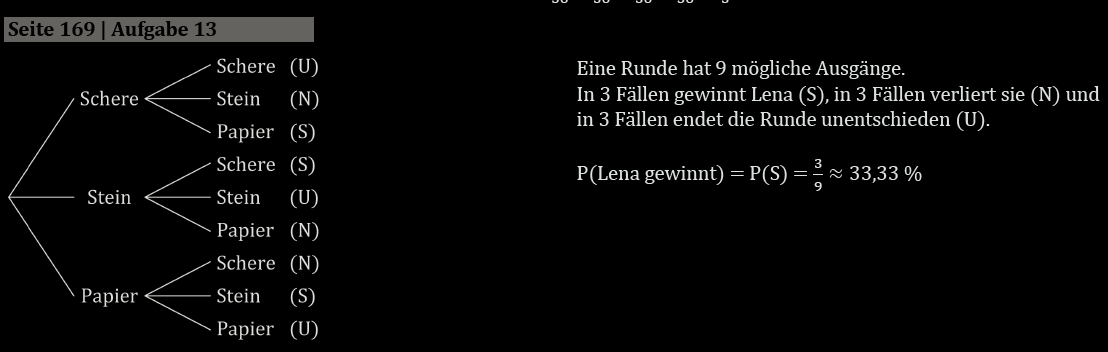 Seite 169 | Aufgabe 13
Schere (U)
Schere Stein (N)
Papier (S)
Schere (S)
Stein Stein (U)
Papier (N)
Schere (N)
Papier Stein (S)
Papier (U)
Eine Runde hat 9 mögliche Ausgänge.
In 3 Fällen gewinnt Lena (S), in 3 Fällen verliert sie (N) und
in 3 Fällen endet die Runde unentschieden (U).
P(Lena gewinnt) = P(S) = 3/9 ≈ 33,33 %